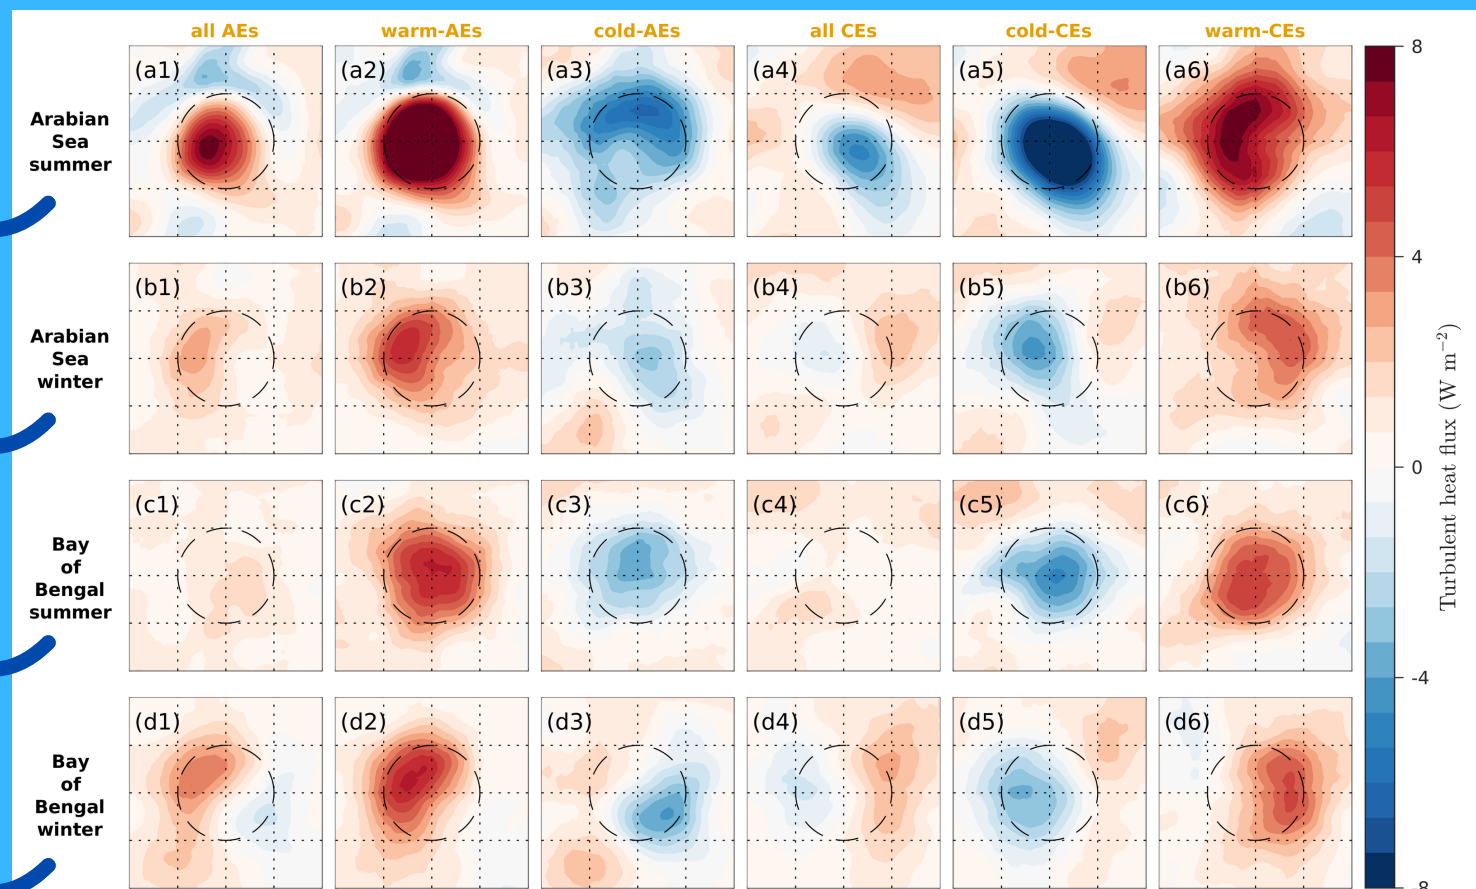 all AEs warm-AEs cold-AEs all CEs cold-CEs warm-CEs
Arabian
Sea
summer
(a1) (a2) (a3) (a4) (a5) (a6)
Arabian
Sea
winter
(b1) (b2) (b3) (b4) (b5) (b6)
Bay
of
Bengal
summer
(c1) (c2) (c3) (c4) (c5) (c6)
Bay
of
Bengal
winter
(d1) (d2) (d3) (d4) (d5) (d6)
8
4
0
-4
-8
Turbulent heat flux (W m⁻²)